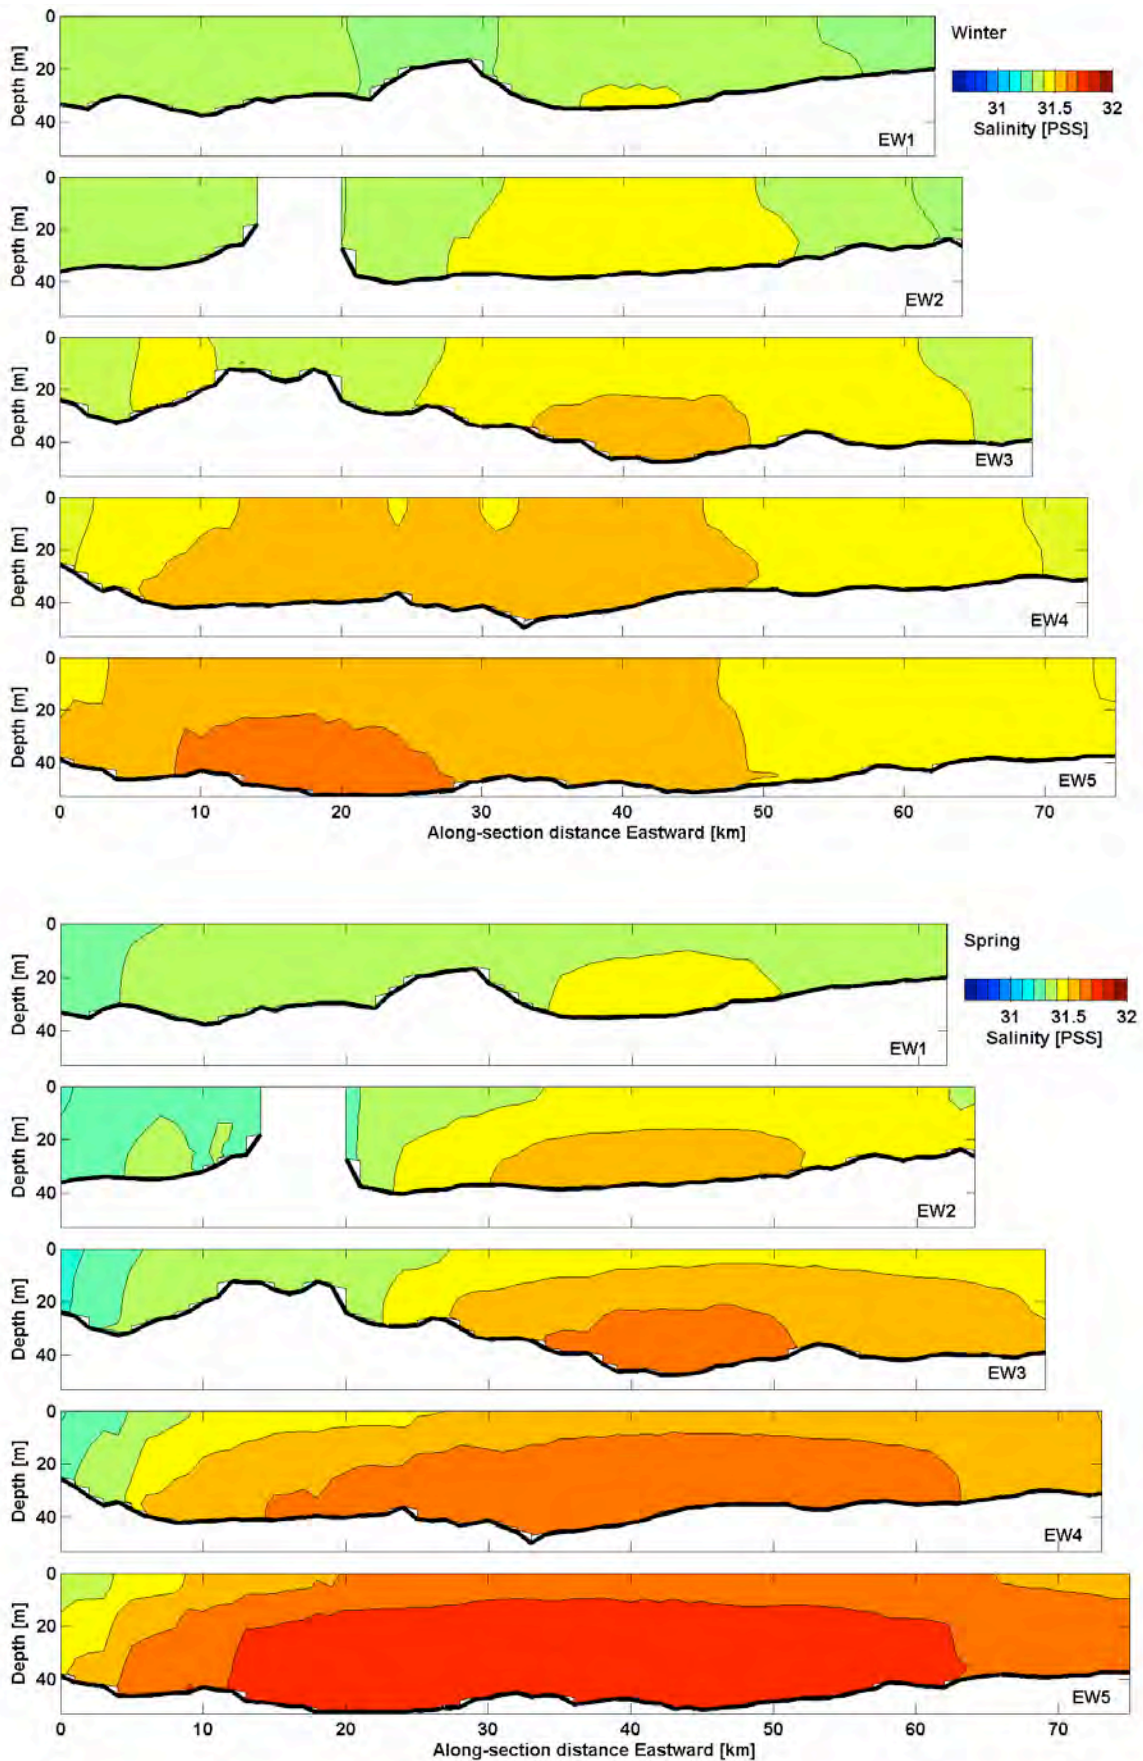 0
20
40
Depth [m]
EW1
Winter
31
31.5
32
Salinity [PSS]
0
20
40
Depth [m]
EW2
0
20
40
Depth [m]
EW3
0
20
40
Depth [m]
EW4
0
20
40
Depth [m]
EW5
0 10 20 30 40 50 60 70
Along-section distance Eastward [km]
0
20
40
Depth [m]
EW1
Spring
31
31.5
32
Salinity [PSS]
0
20
40
Depth [m]
EW2
0
20
40
Depth [m]
EW3
0
20
40
Depth [m]
EW4
0
20
40
Depth [m]
EW5
0 10 20 30 40 50 60 70
Along-section distance Eastward [km]